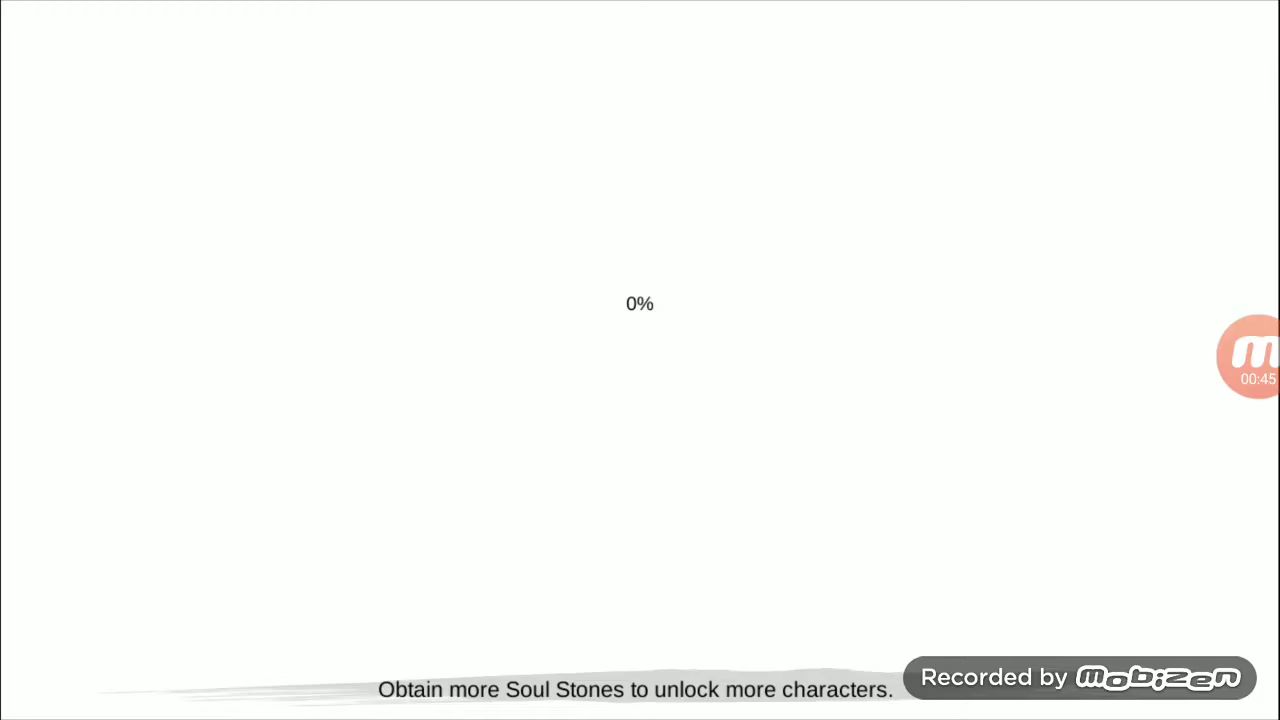 0%
m
00:45
Recorded by mobizen
Obtain more Soul Stones to unlock more characters.